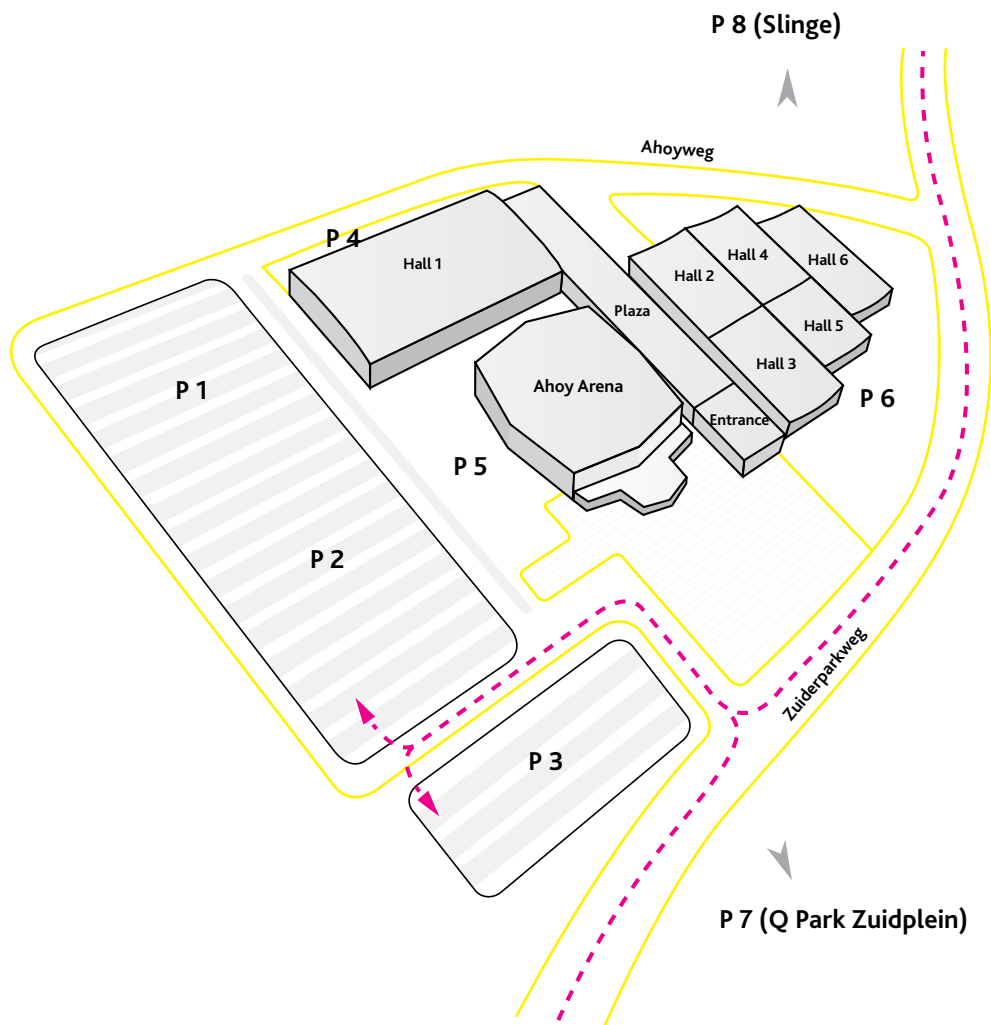 P 8 (Slinge)
Ahoyweg
P 4
Hall 1
Hall 4
Hall 6
Hall 2
Plaza
Hall 5
Hall 3
P 1
Ahoy Arena
P 6
Entrance
P 5
P 2
Zuiderparkweg
P 3
P 7 (Q Park Zuidplein)